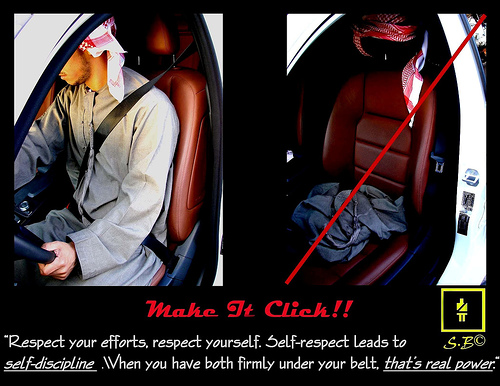 Make It Click!!
S.B©
"Respect your efforts, respect yourself. Self-respect leads to
self-discipline .When you have both firmly under your belt, that's real power."